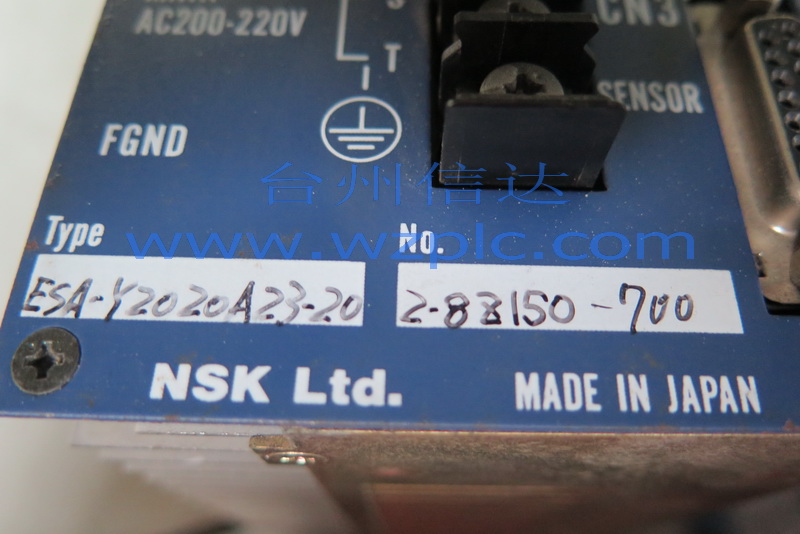 AC200-220V
T
CN3
SENSOR
FGND
台州信达
www.wzplc.com
Type
No.
ESA-Y2020A23-20
2-88150-700
NSK Ltd.
MADE IN JAPAN